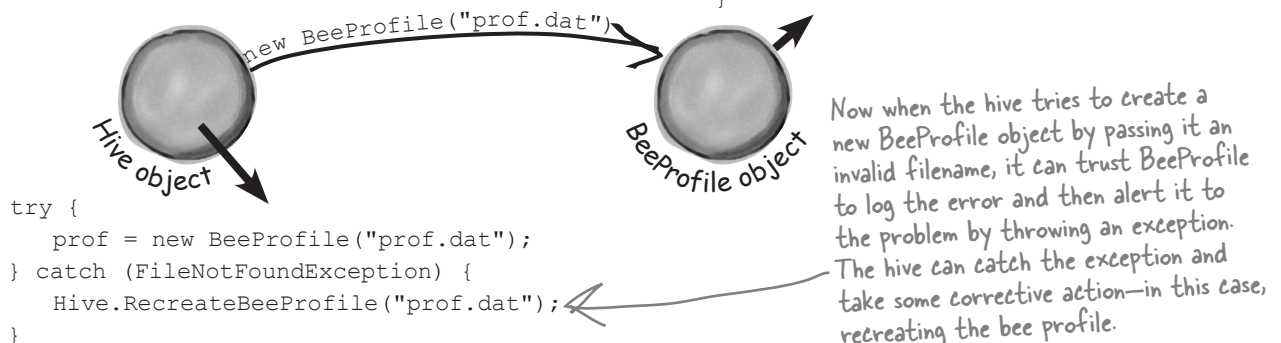 }
new BeeProfile("prof.dat")
Hive object
BeeProfile object
Now when the hive tries to create a
new BeeProfile object by passing it an
invalid filename, it can trust BeeProfile
to log the error and then alert it to
the problem by throwing an exception.
The hive can catch the exception and
take some corrective action—in this case,
recreating the bee profile.
try {
prof = new BeeProfile("prof.dat");
} catch (FileNotFoundException) {
Hive.RecreateBeeProfile("prof.dat");
}